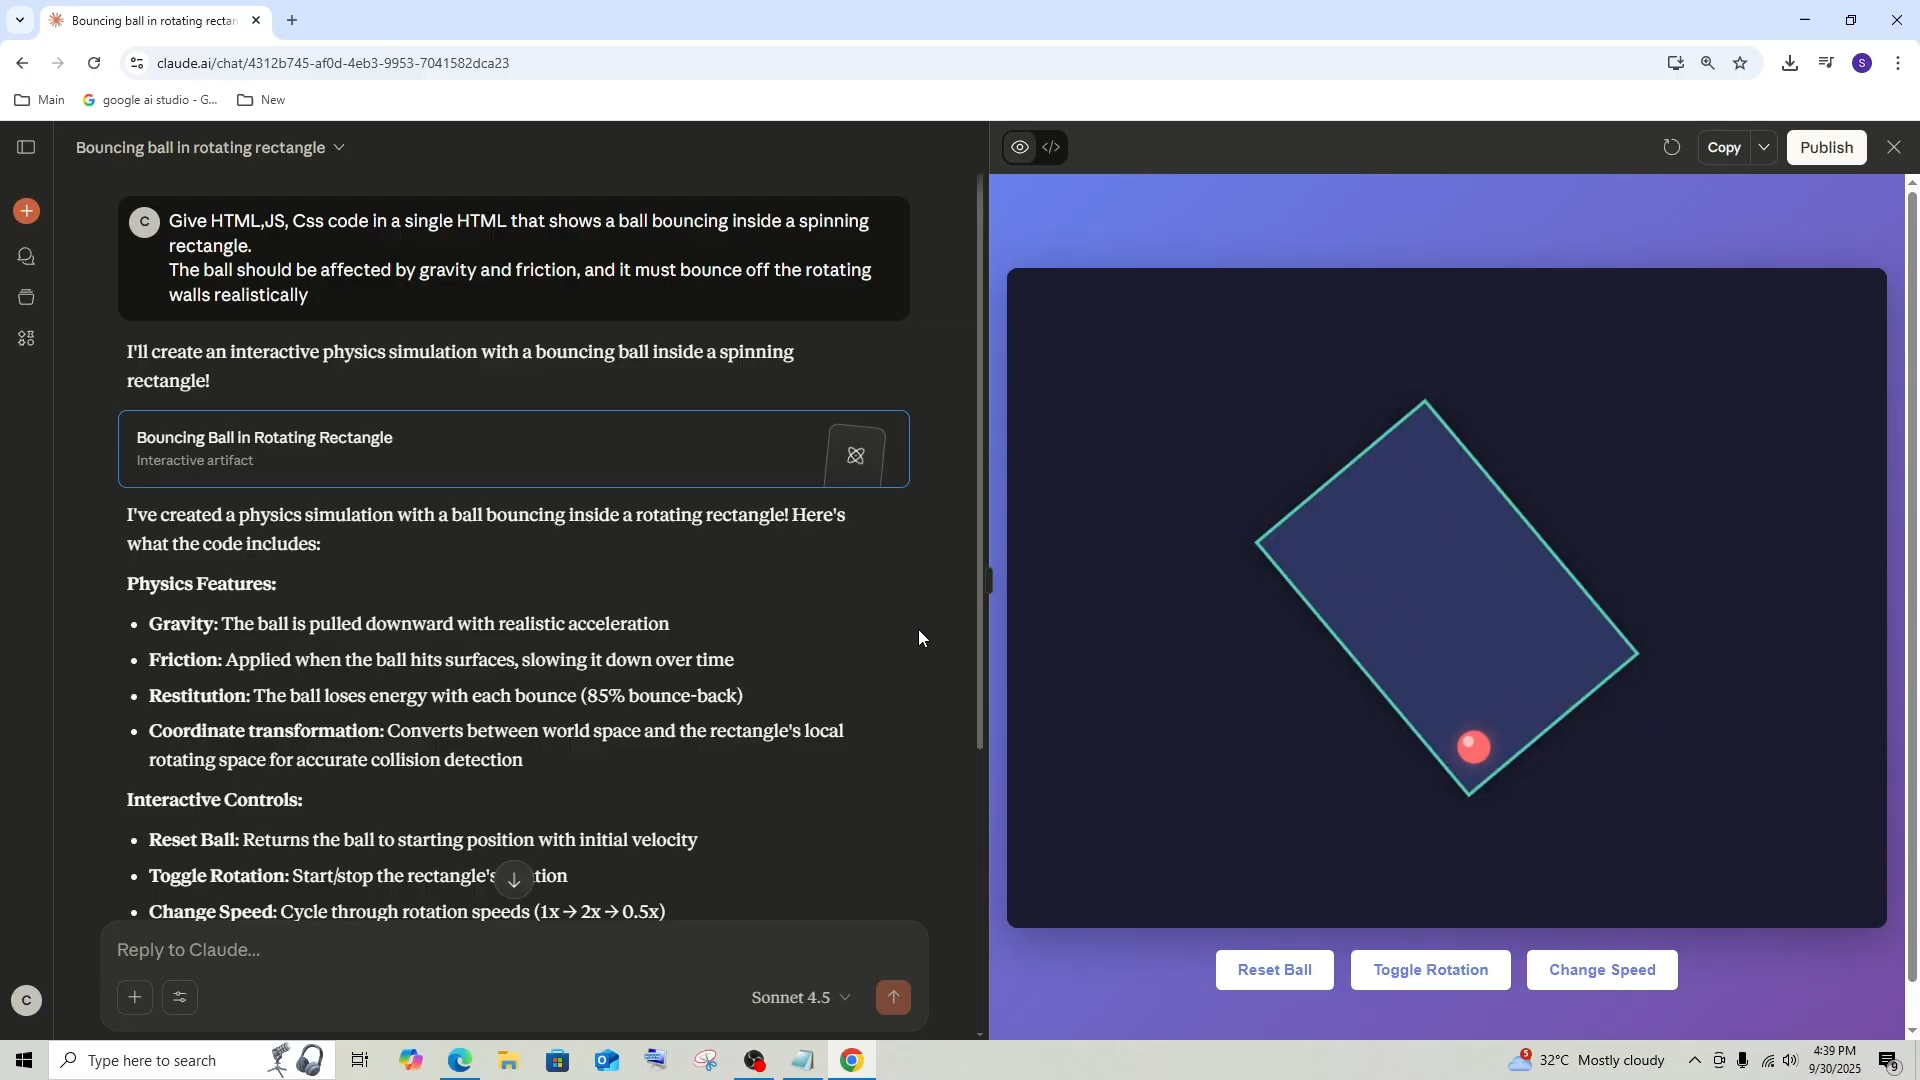 Bouncing ball in rotating rectan
claude.ai/chat/4312b745-af0d-4eb3-9953-7041582dca23
S
Main
google ai studio - G...
New
Bouncing ball in rotating rectangle
Copy
Publish
C
Give HTML,JS, Css code in a single HTML that shows a ball bouncing inside a spinning
rectangle.
The ball should be affected by gravity and friction, and it must bounce off the rotating
walls realistically
I'll create an interactive physics simulation with a bouncing ball inside a spinning
rectangle!
Bouncing Ball in Rotating Rectangle
Interactive artifact
I've created a physics simulation with a ball bouncing inside a rotating rectangle! Here's
what the code includes:
Physics Features:
• Gravity: The ball is pulled downward with realistic acceleration
• Friction: Applied when the ball hits surfaces, slowing it down over time
• Restitution: The ball loses energy with each bounce (85% bounce-back)
• Coordinate transformation: Converts between world space and the rectangle's local
rotating space for accurate collision detection
Interactive Controls:
• Reset Ball: Returns the ball to starting position with initial velocity
• Toggle Rotation: Start/stop the rectangle's tion
• Change Speed: Cycle through rotation speeds (1x → 2x → 0.5x)
Reply to Claude...
Sonnet 4.5
C
Reset Ball
Toggle Rotation
Change Speed
Type here to search
5
32°C Mostly cloudy
4:39 PM
9/30/2025
9